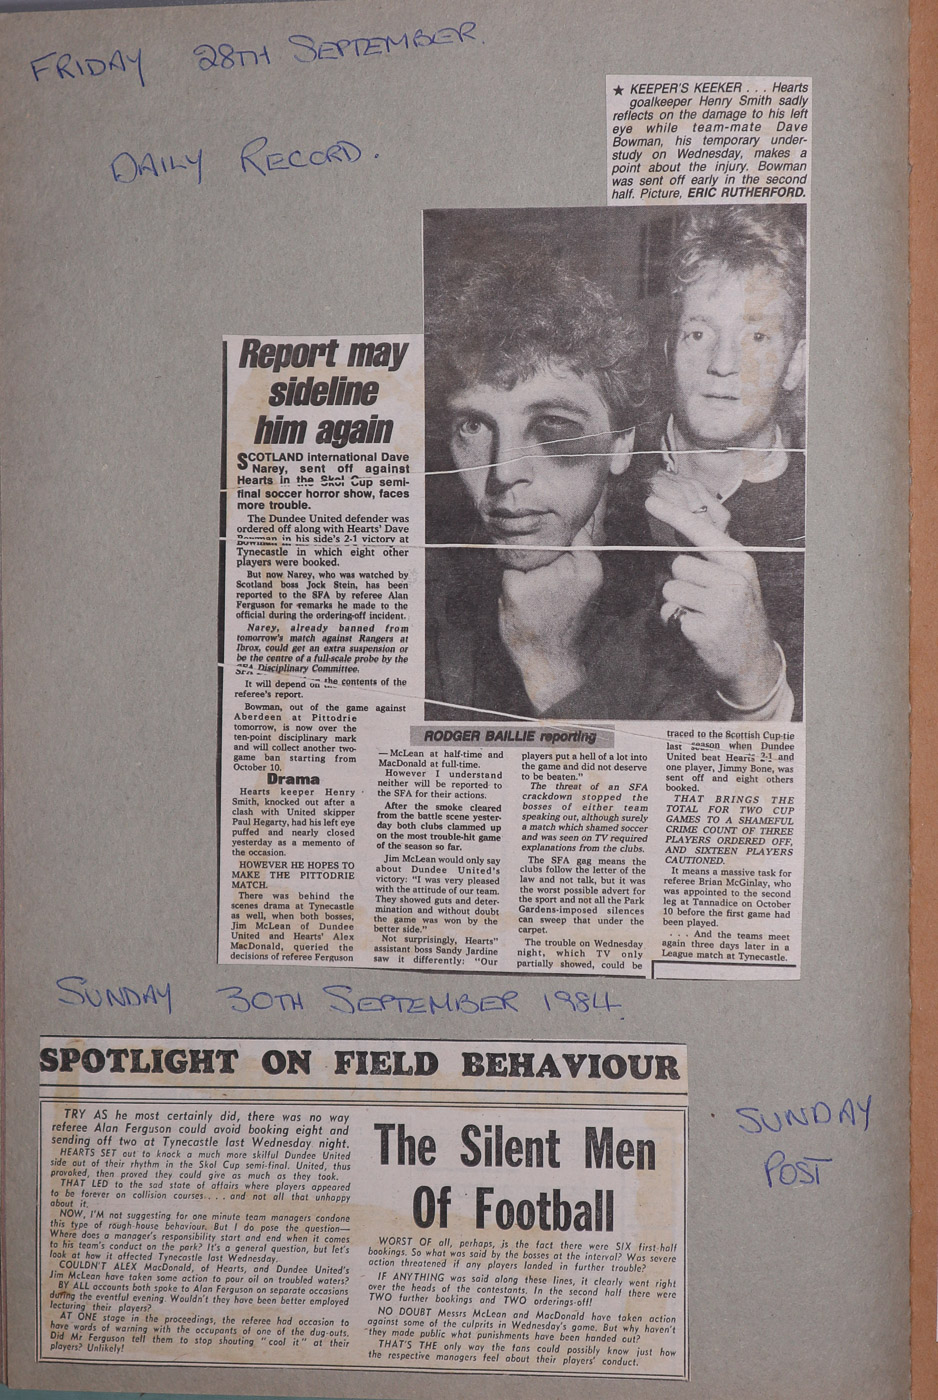 FRIDAY 28TH SEPTEMBER.
DAILY RECORD.
★ KEEPER'S KEEKER . . . Hearts
goalkeeper Henry Smith sadly
reflects on the damage to his left
eye while team-mate Dave
Bowman, his temporary under-
study on Wednesday, makes a
point about the injury. Bowman
was sent off early in the second
half. Picture, ERIC RUTHERFORD.
Report may
sideline
him again
SCOTLAND international Dave
Narey, sent off against
Hearts in the Skol Cup semi-
final soccer horror show, faces
more trouble.
The Dundee United defender was
ordered off along with Hearts' Dave
Bowman in his side's 2-1 victory at
Tynecastle in which eight other
players were booked.
But now Narey, who was watched by
Scotland boss Jock Stein, has been
reported to the SFA by referee Alan
Ferguson for remarks he made to the
official during the ordering-off incident.
Narey, already banned from
tomorrow's match against Rangers at
Ibrox, could get an extra suspension or
be the centre of a full-scale probe by the
SFA Disciplinary Committee.
It will depend on the contents of the
referee's report.
Bowman, out of the game against
Aberdeen at Pittodrie
tomorrow, is now over the
ten-point disciplinary mark
and will collect another two-
game ban starting from
October 10.
Drama
Hearts keeper Henry
Smith, knocked out after a
clash with United skipper
Paul Hegarty, had his left eye
puffed and nearly closed
yesterday as a memento of
the occasion.
HOWEVER HE HOPES TO
MAKE THE PITTODRIE
MATCH.
There was behind the
scenes drama at Tynecastle
as well, when both bosses,
Jim McLean of Dundee
United and Hearts' Alex
MacDonald, queried the
decisions of referee Ferguson
RODGER BAILLIE reporting
— McLean at half-time and
MacDonald at full-time.
However I understand
neither will be reported to
the SFA for their actions.
After the smoke cleared
from the battle scene yester-
day both clubs clammed up
on the most trouble-hit game
of the season so far.
Jim McLean would only say
about Dundee United's
victory: "I was very pleased
with the attitude of our team.
They showed guts and deter-
mination and without doubt
the game was won by the
better side."
Not surprisingly, Hearts"
assistant boss Sandy Jardine
saw it differently: "Our
players put a hell of a lot into
the game and did not deserve
to be beaten."
The threat of an SFA
crackdown stopped the
bosses of either team
speaking out, although surely
a match which shamed soccer
and was seen on TV required
explanations from the clubs.
The SFA gag means the
clubs follow the letter of the
law and not talk, but it was
the worst possible advert for
the sport and not all the Park
Gardens-imposed silences
can sweep that under the
carpet.
The trouble on Wednesday
night, which TV only
partially showed, could be
traced to the Scottish Cup-tie
last season when Dundee
United beat Hearts 2-1 and
one player, Jimmy Bone, was
sent off and eight others
booked.
THAT BRINGS THE
TOTAL FOR TWO CUP
GAMES TO A SHAMEFUL
CRIME COUNT OF THREE
PLAYERS ORDERED OFF,
AND SIXTEEN PLAYERS
CAUTIONED.
It means a massive task for
referee Brian McGinlay, who
was appointed to the second
leg at Tannadice on October
10 before the first game had
been played.
. . . And the teams meet
again three days later in a
League match at Tynecastle.
SUNDAY 30TH SEPTEMBER 1984.
SUNDAY
POST
SPOTLIGHT ON FIELD BEHAVIOUR
TRY AS he most certainly did, there was no way
referee Alan Ferguson could avoid booking eight and
sending off two at Tynecastle last Wednesday night.
HEARTS SET out to knock a much more skilful Dundee United
side out of their rhythm in the Skol Cup semi-final. United, thus
provoked, then proved they could give as much as they took.
THAT LED to the sad state of affairs where players appeared
to be forever on collision courses . . . . and not all that unhappy
about it.
NOW, I'M not suggesting for one minute team managers condone
this type of rough-house behaviour. But I do pose the question—
Where does a manager's responsibility start and end when it comes
to his team's conduct on the park? It's a general question, but let's
look at how it affected Tynecastle last Wednesday.
COULDN'T ALEX MacDonald, of Hearts, and Dundee United's
Jim McLean have taken some action to pour oil on troubled waters?
BY ALL accounts both spoke to Alan Ferguson on separate occasions
during the eventful evening. Wouldn't they have been better employed
lecturing their players?
AT ONE stage in the proceedings, the referee had occasion to
have words of warning with the occupants of one of the dug-outs.
Did Mr Ferguson tell them to stop shouting "cool it" at their
players? Unlikely!
The Silent Men
Of Football
WORST OF all, perhaps, is the fact there were SIX first-half
bookings. So what was said by the bosses at the interval? Was severe
action threatened if any players landed in further trouble?
IF ANYTHING was said along these lines, it clearly went right
over the heads of the contestants. In the second half there were
TWO further bookings and TWO orderings-off!
NO DOUBT Messrs McLean and MacDonald have taken action
against some of the culprits in Wednesday's game. But why haven't
they made public what punishments have been handed out?
THAT'S THE only way the fans could possibly know just how
the respective managers feel about their players' conduct.